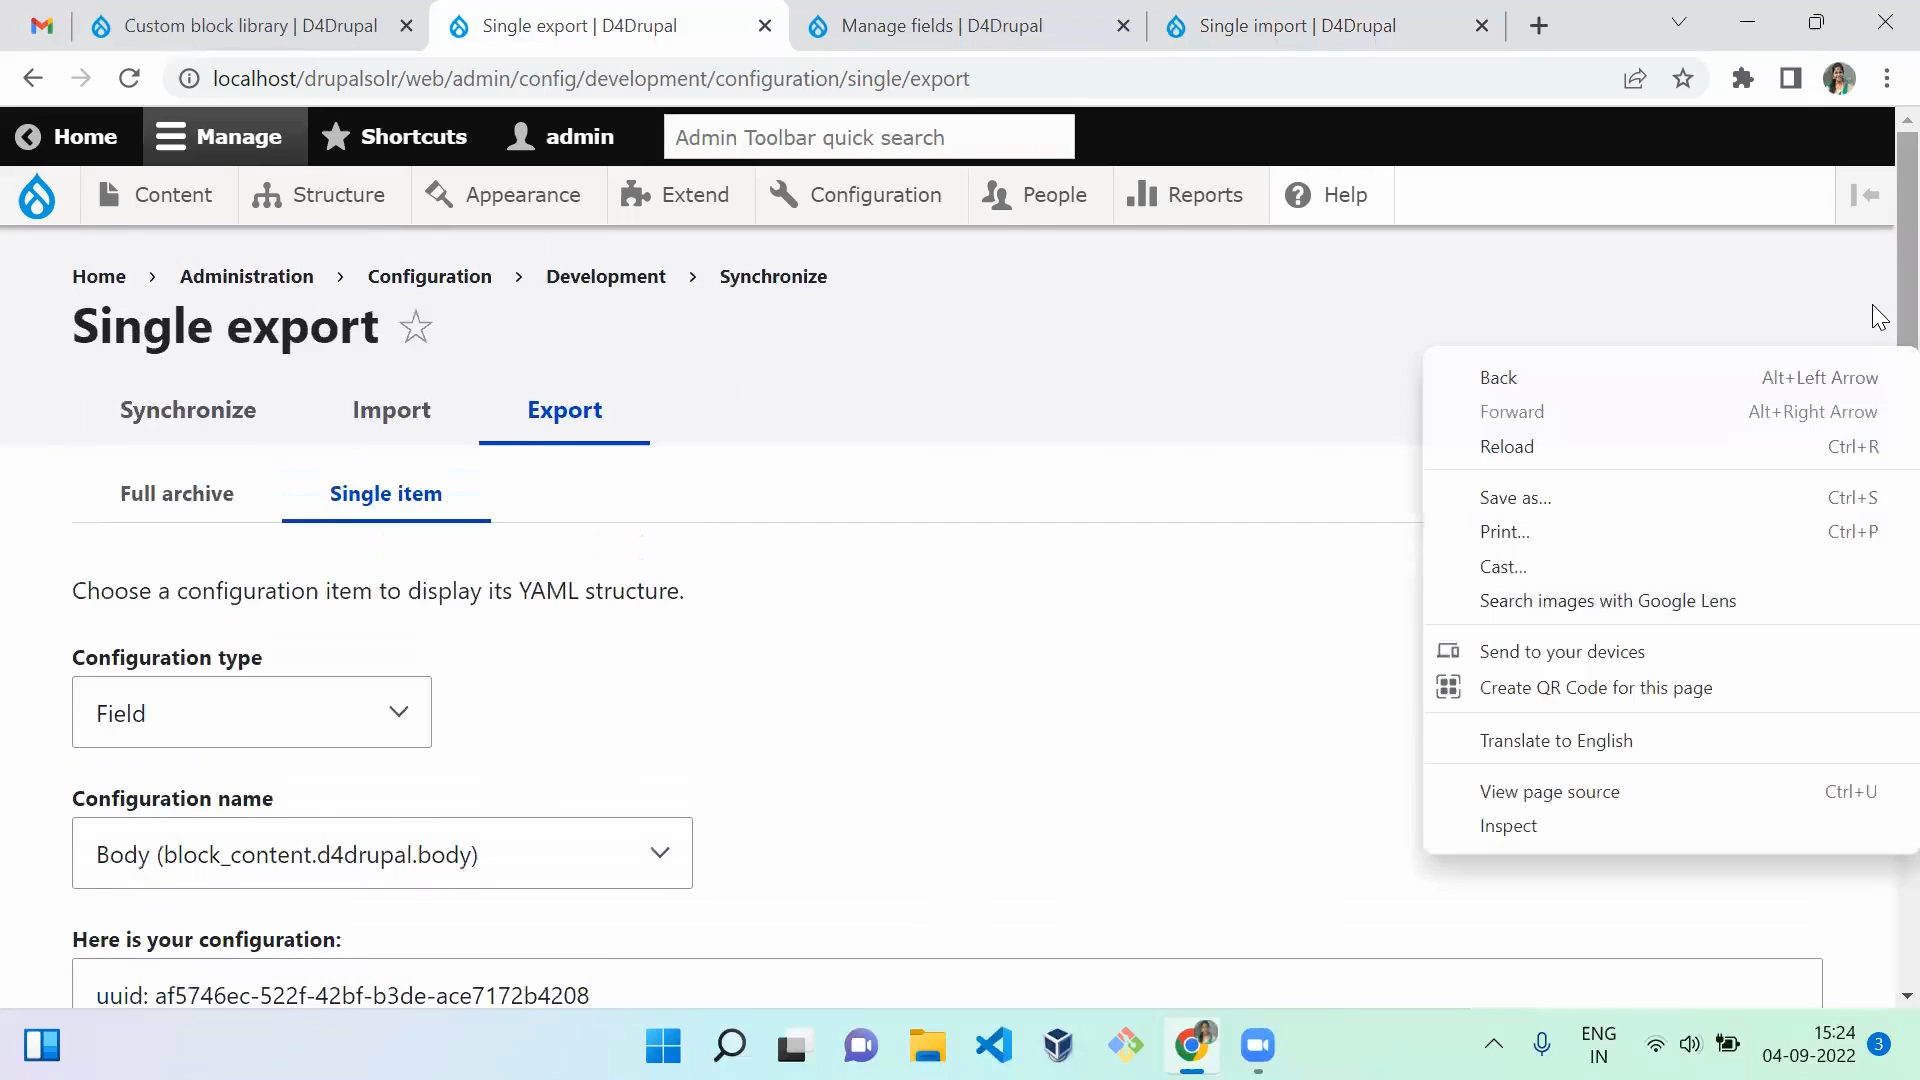 Custom block library | D4Drupal
Single export | D4Drupal
Manage fields | D4Drupal
Single import | D4Drupal
localhost/drupalsolr/web/admin/config/development/configuration/single/export
Home
Manage
Shortcuts
admin
Admin Toolbar quick search
Content
Structure
Appearance
Extend
Configuration
People
Reports
Help
Home > Administration > Configuration > Development > Synchronize
Single export
Synchronize
Import
Export
Full archive
Single item
Choose a configuration item to display its YAML structure.
Configuration type
Field
Configuration name
Body (block_content.d4drupal.body)
Here is your configuration:
uuid: af5746ec-522f-42bf-b3de-ace7172b4208
Back Alt+Left Arrow
Forward Alt+Right Arrow
Reload Ctrl+R
Save as... Ctrl+S
Print... Ctrl+P
Cast...
Search images with Google Lens
Send to your devices
Create QR Code for this page
Translate to English
View page source Ctrl+U
Inspect
ENG
IN
15:24
04-09-2022
3